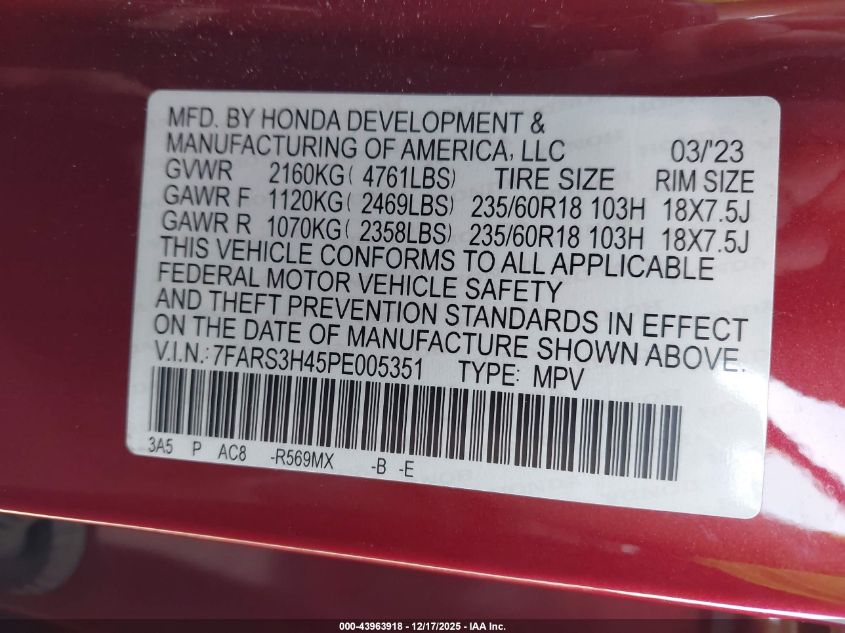 MFD. BY HONDA DEVELOPMENT &
MANUFACTURING OF AMERICA, LLC 03/'23
GVWR 2160KG( 4761LBS) TIRE SIZE RIM SIZE
GAWR F 1120KG( 2469LBS) 235/60R18 103H 18X7.5J
GAWR R 1070KG( 2358LBS) 235/60R18 103H 18X7.5J
THIS VEHICLE CONFORMS TO ALL APPLICABLE
FEDERAL MOTOR VEHICLE SAFETY
AND THEFT PREVENTION STANDARDS IN EFFECT
ON THE DATE OF MANUFACTURE SHOWN ABOVE.
V.I.N.: 7FARS3H45PE005351 TYPE: MPV
3A5 P AC8 -R569MX -B -E
000-43963918 - 12/17/2025 - IAA Inc.